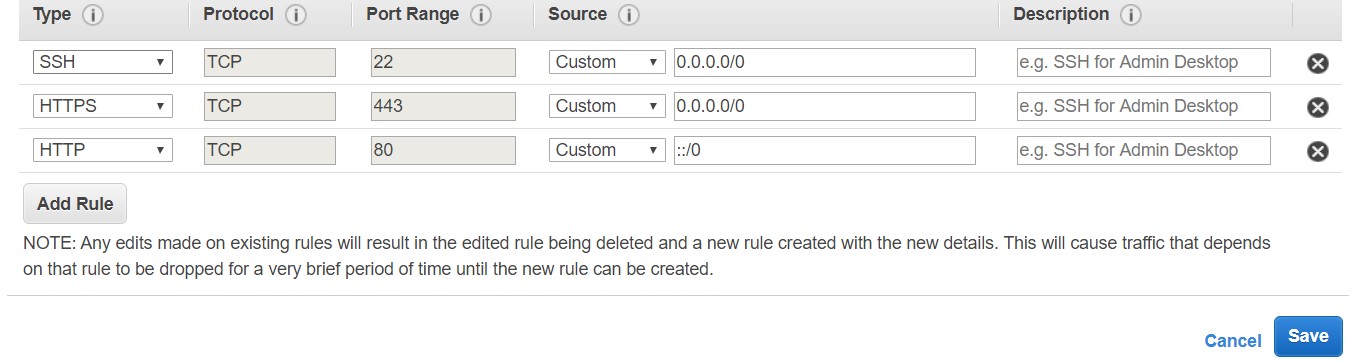 Type Protocol Port Range Source Description
SSH TCP 22 Custom 0.0.0.0/0 e.g. SSH for Admin Desktop
HTTPS TCP 443 Custom 0.0.0.0/0 e.g. SSH for Admin Desktop
HTTP TCP 80 Custom ::/0 e.g. SSH for Admin Desktop
Add Rule
NOTE: Any edits made on existing rules will result in the edited rule being deleted and a new rule created with the new details. This will cause traffic that depends
on that rule to be dropped for a very brief period of time until the new rule can be created.
Cancel Save